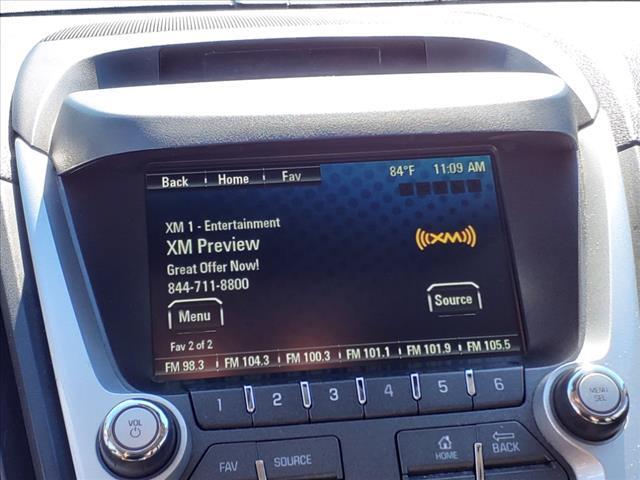 Back Home Fav 84°F 11:09 AM
XM 1 - Entertainment
XM Preview
XM
Great Offer Now!
844-711-8800
Menu
Source
Fav 2 of 2
FM 98.3 FM 104.3 FM 100.3 FM 101.1 FM 101.9 FM 105.5
1 2 3 4 5 6
MENU
SEL
VOL
FAV SOURCE HOME BACK